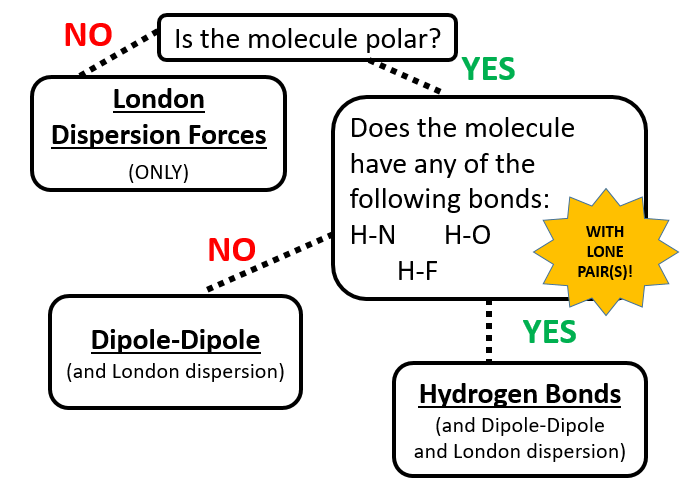 Is the molecule polar?
NO
YES
London
Dispersion Forces
(ONLY)
Does the molecule
have any of the
following bonds:
H-N H-O
H-F
WITH
LONE
PAIR(S)!
NO
YES
Dipole-Dipole
(and London dispersion)
Hydrogen Bonds
(and Dipole-Dipole
and London dispersion)